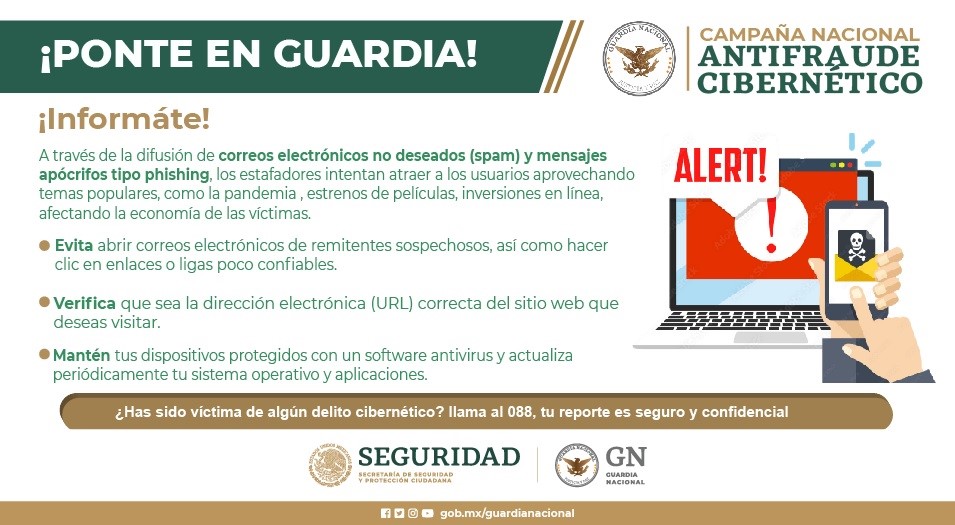 ¡PONTE EN GUARDIA!
GUARDIA NACIONAL
CAMPAÑA NACIONAL
ANTIFRAUDE
CIBERNÉTICO
¡Informáte!
A través de la difusión de correos electrónicos no deseados (spam) y mensajes
apócrifos tipo phishing, los estafadores intentan atraer a los usuarios aprovechando
temas populares, como la pandemia , estrenos de películas, inversiones en línea,
afectando la economía de las víctimas.
ALERT!
!
Evita abrir correos electrónicos de remitentes sospechosos, así como hacer
clic en enlaces o ligas poco confiables.
Verifica que sea la dirección electrónica (URL) correcta del sitio web que
deseas visitar.
Mantén tus dispositivos protegidos con un software antivirus y actualiza
periódicamente tu sistema operativo y aplicaciones.
¿Has sido víctima de algún delito cibernético? llama al 088, tu reporte es seguro y confidencial
SEGURIDAD
SECRETARÍA DE SEGURIDAD
Y PROTECCIÓN CIUDADANA
GUARDIA NACIONAL
GN
GUARDIA
NACIONAL
gob.mx/guardianacional